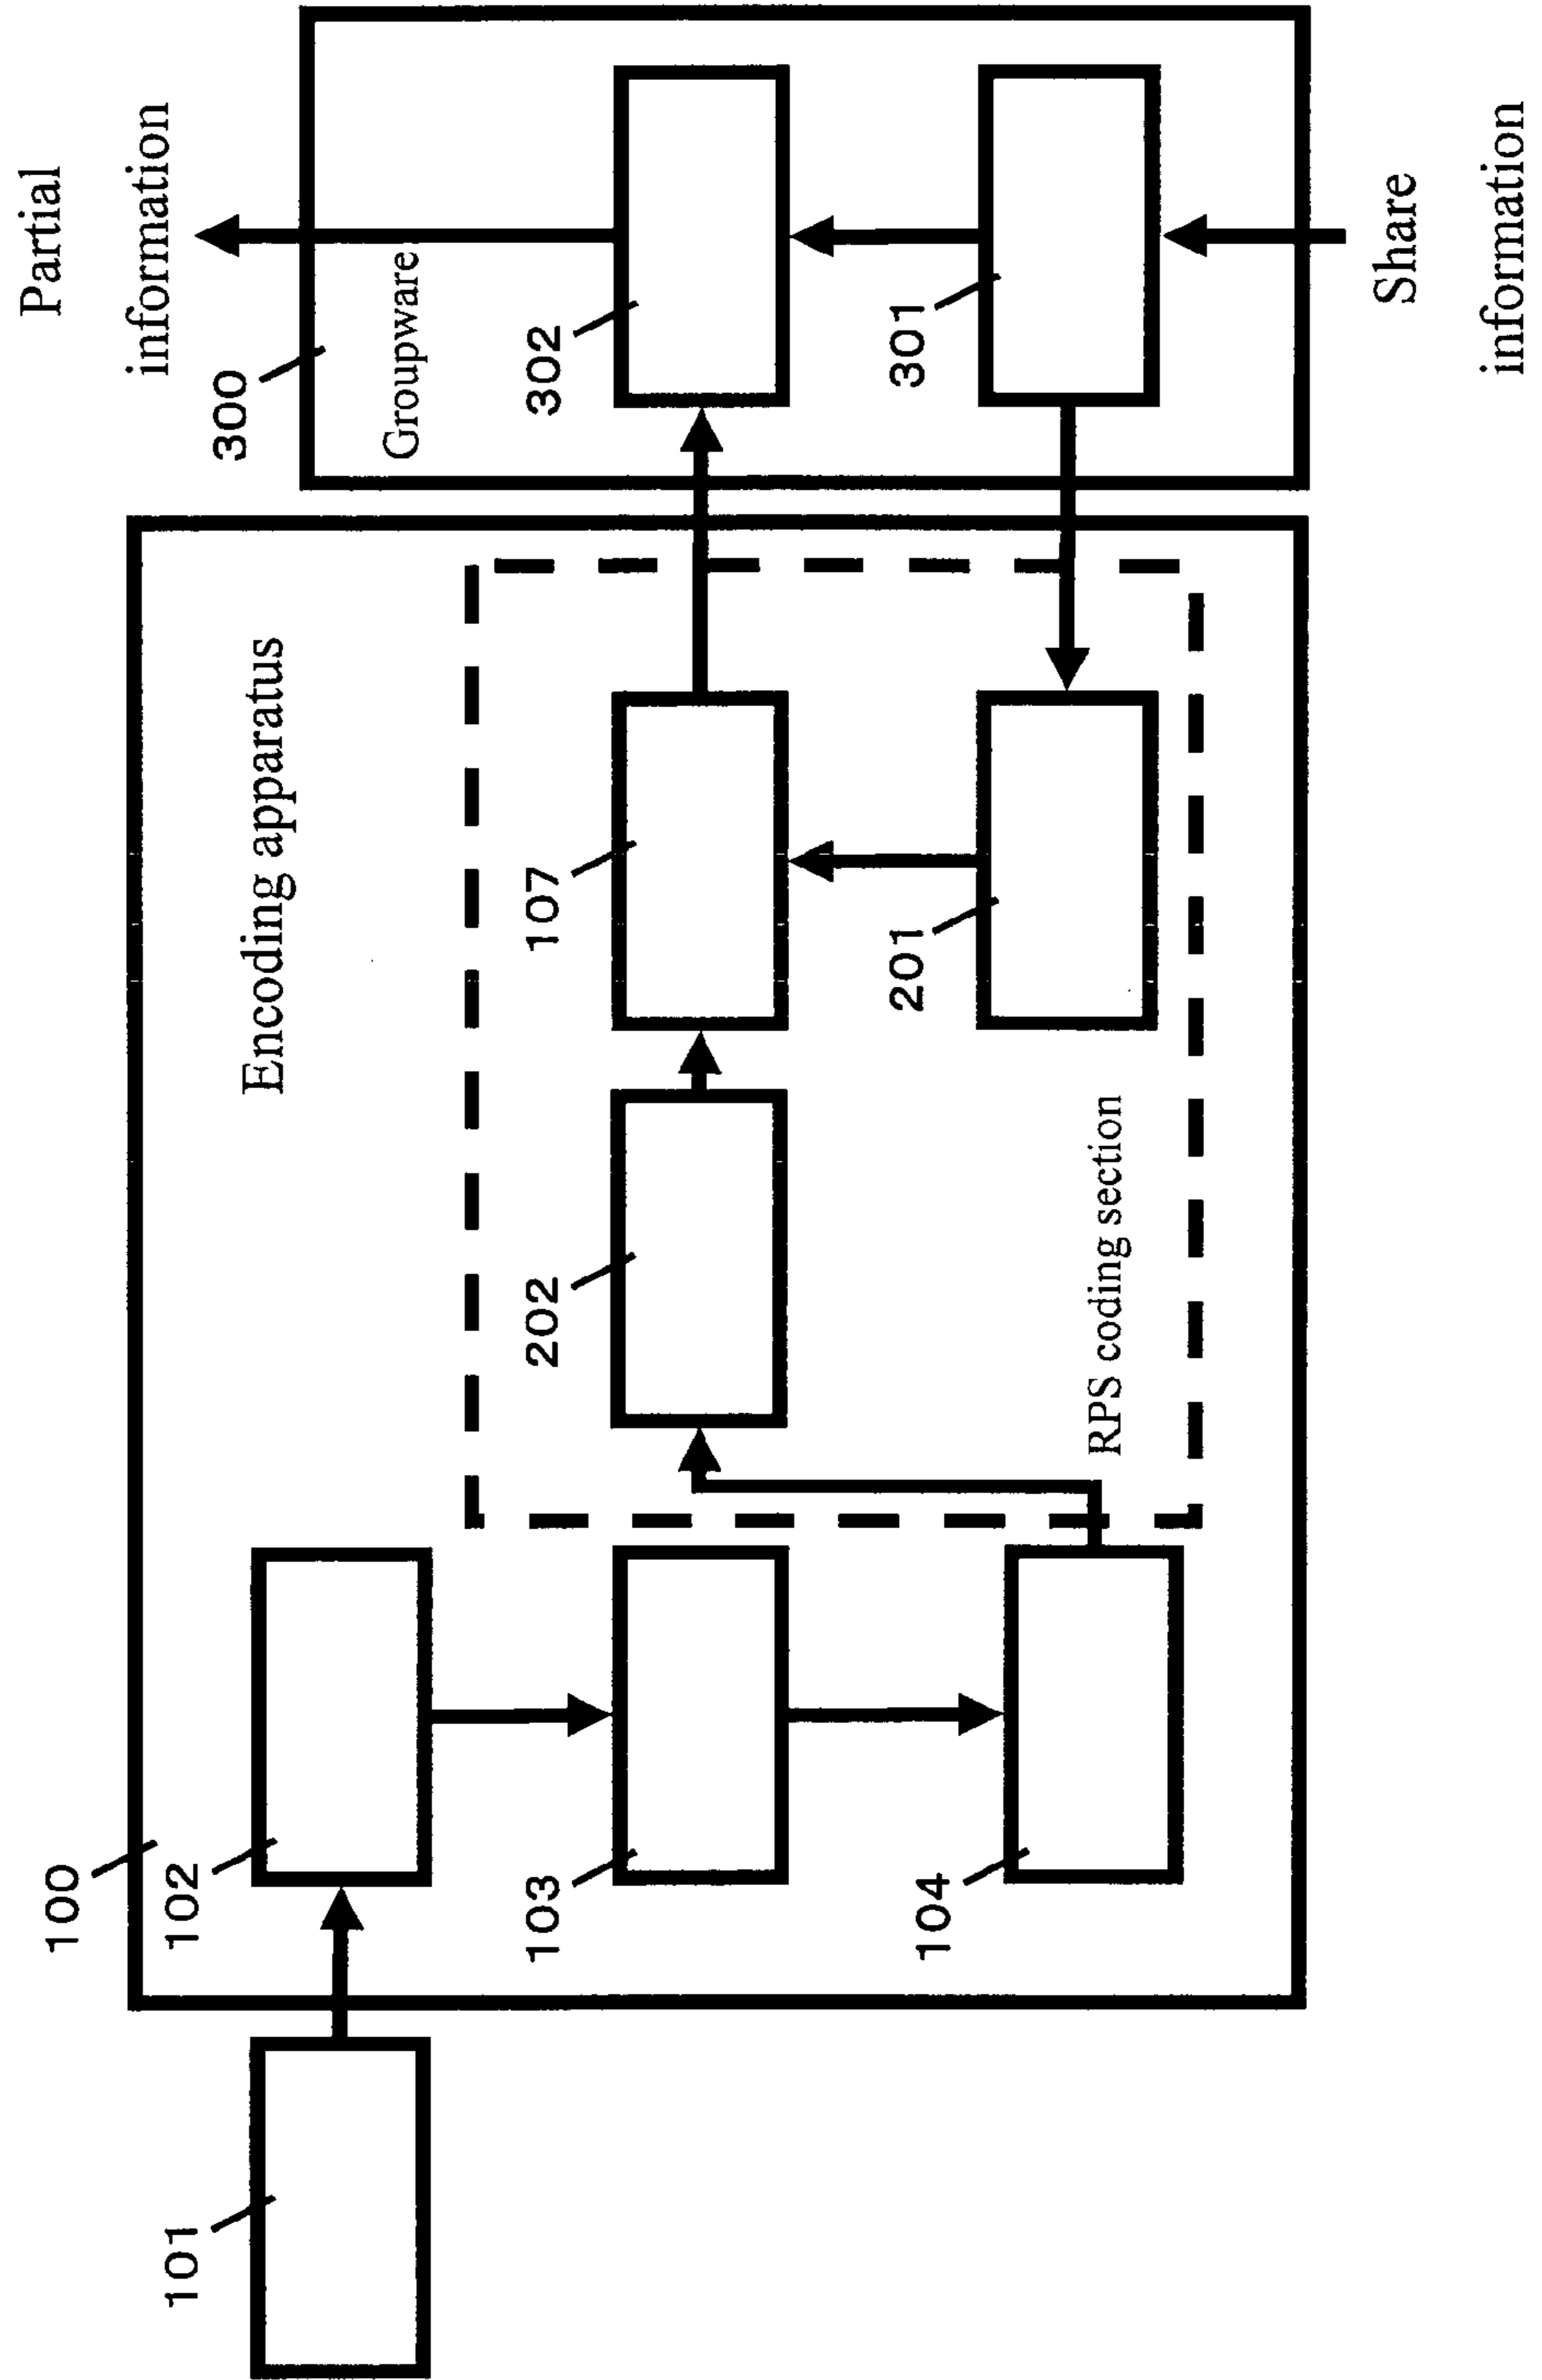 Partial
information
300
Groupware
302
301
Share
information
100
Encoding apparatus
102
103
104
202
107
201
RPS coding section
101